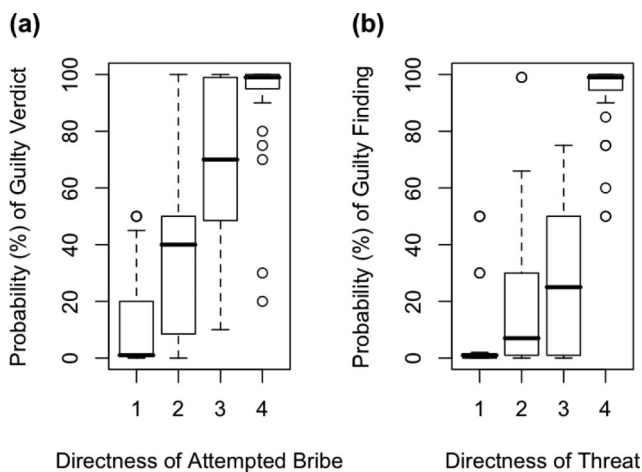 (a)
Probability (%) of Guilty Verdict
100
80
60
40
20
0
1 2 3 4
Directness of Attempted Bribe
(b)
Probability (%) of Guilty Finding
100
80
60
40
20
0
1 2 3 4
Directness of Threat